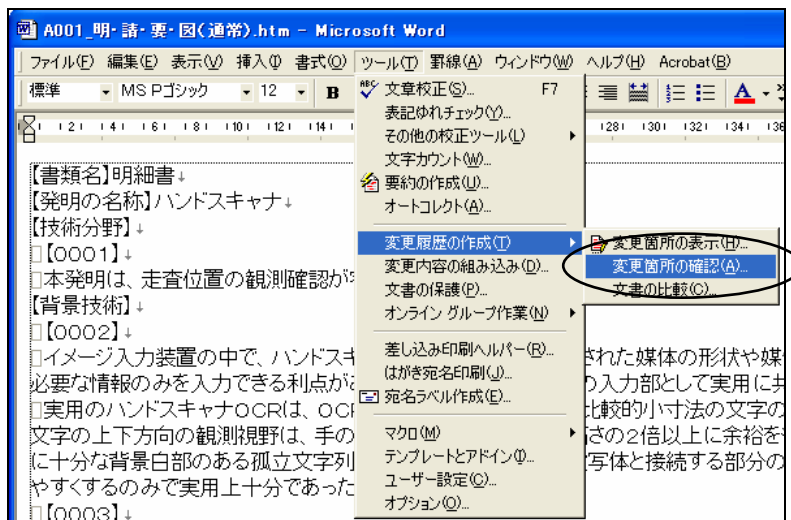 A001_明・請・要・図(通常).htm - Microsoft Word
ファイル(F) 編集(E) 表示(V) 挿入(I) 書式(O) ツール(T) 罫線(A) ウィンドウ(W) ヘルプ(H) Acrobat(B)
標準 MS Pゴシック 12 B A
文章校正(S)... F7
表記ゆれチェック(Y)...
その他の校正ツール(L)
文字カウント(W)...
要約の作成(U)...
オートコレクト(A)...
変更履歴の作成(T)
変更内容の組み込み(D)...
文書の保護(P)...
オンライン グループ作業(N)
差し込み印刷ヘルパー(R)...
はがき宛名印刷(J)...
宛名ラベル作成(E)...
マクロ(M)
テンプレートとアドイン(I)...
ユーザー設定(C)...
オプション(O)...
変更箇所の表示(H)...
変更箇所の確認(A)...
文書の比較(C)...
2 4 6 8 10 12 14 28 30 32 34 36
【書類名】明細書
【発明の名称】ハンドスキャナ
【技術分野】
【0001】
本発明は、走査位置の観測確認が
【背景技術】
【0002】
イメージ入力装置の中で、ハンドスキ された媒体の形状や媒
必要な情報のみを入力できる利点が の入力部として実用に共
実用のハンドスキャナOCRは、OC 比較的小寸法の文字の
文字の上下方向の観測視野は、手の さの2倍以上に余裕を
に十分な背景白部のある孤立文字列 写体と接続する部分の
やすくするのみで実用上十分であった
【0003】